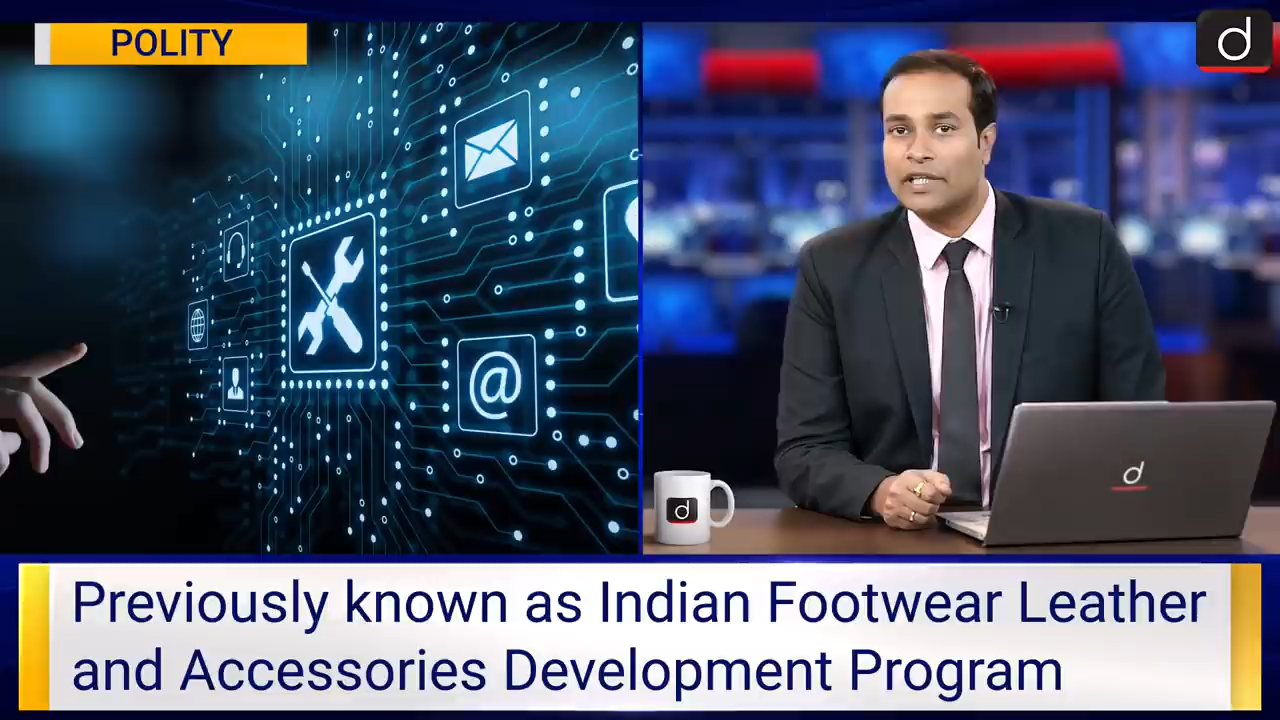 POLITY
d
@
d
d
Previously known as Indian Footwear Leather
and Accessories Development Program